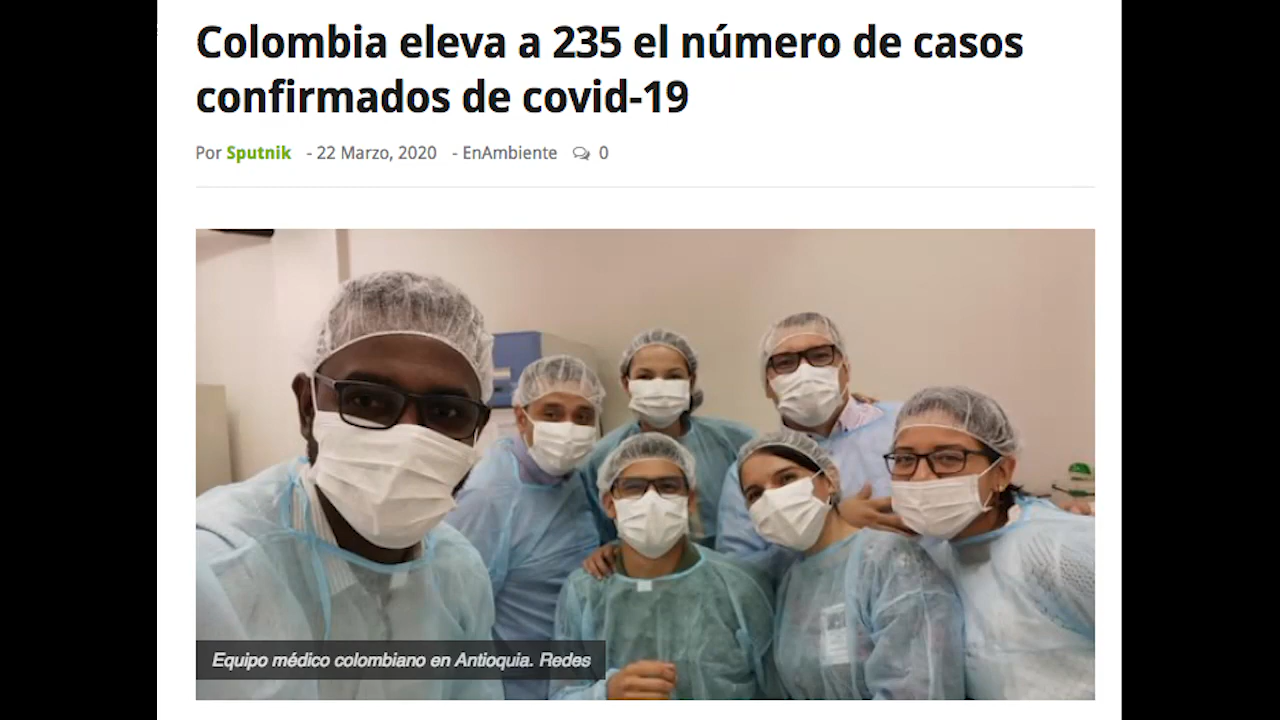 Colombia eleva a 235 el número de casos
confirmados de covid-19
Por Sputnik - 22 Marzo, 2020 - EnAmbiente 0
Equipo médico colombiano en Antioquia. Redes